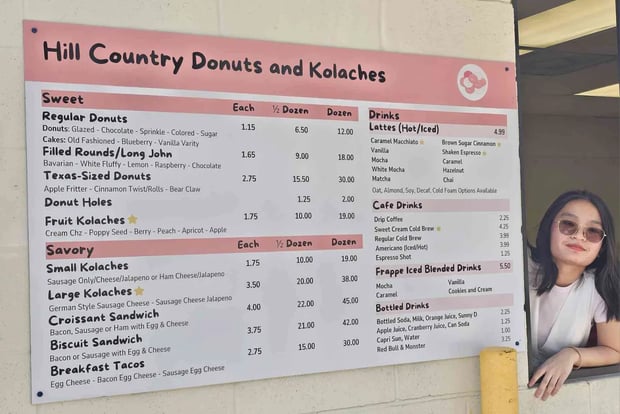 Hill Country Donuts and Kolaches
Sweet Each ½ Dozen Dozen
Regular Donuts 1.15 6.50 12.00
Donuts: Glazed - Chocolate - Sprinkle - Colored - Sugar
Cakes: Old Fashioned - Blueberry - Vanilla Varity
Filled Rounds/Long John 1.65 9.00 18.00
Bavarian - White Fluffy - Lemon - Raspberry - Chocolate
Texas-Sized Donuts 2.75 15.50 30.00
Apple Fritter - Cinnamon Twist/Rolls - Bear Claw
Donut Holes 1.25 2.00
Fruit Kolaches 1.75 10.00 19.00
Cream Chz - Poppy Seed - Berry - Peach - Apricot - Apple
Savory Each ½ Dozen Dozen
Small Kolaches 1.75 10.00 19.00
Sausage Only/Cheese/Jalapeno or Ham Cheese/Jalapeno
Large Kolaches 3.50 20.00 38.00
German Style Sausage Cheese - Sausage Cheese Jalapeno
Croissant Sandwich 4.00 22.00 45.00
Bacon, Sausage or Ham with Egg & Cheese
Biscuit Sandwich 3.75 21.00 42.00
Bacon or Sausage with Egg & Cheese
Breakfast Tacos 2.75 15.00 30.00
Egg Cheese - Bacon Egg Cheese - Sausage Egg Cheese
Drinks
Lattes (Hot/Iced) 4.99
Caramel Macchiato Brown Sugar Cinnamon
Vanilla Shaken Espresso
Mocha Caramel
White Mocha Hazelnut
Matcha Chai
Oat, Almond, Soy, Decaf, Cold Foam Options Available
Cafe Drinks
Drip Coffee 2.25
Sweet Cream Cold Brew 4.25
Regular Cold Brew 3.99
Americano (Iced/Hot) 3.99
Espresso Shot 1.25
Frappe Iced Blended Drinks 5.50
Mocha Vanilla
Caramel Cookies and Cream
Bottled Drinks
Bottled Soda, Milk, Orange Juice, Sunny D 2.25
Apple Juice, Cranberry Juice, Can Soda 1.25
Capri Sun, Water 1.00
Red Bull & Monster 3.25